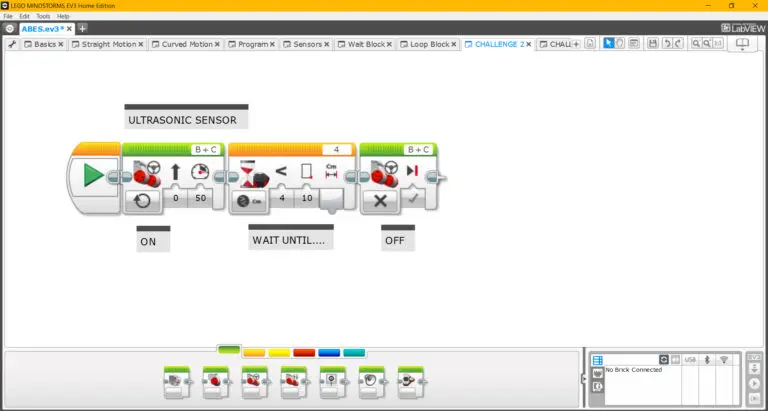 LEGO MINDSTORMS EV3 Home Edition
File Edit Tools Help
ABES.ev3*
LabVIEW
Basics Straight Motion Curved Motion Program Sensors Wait Block Loop Block CHALLENGE 2 CHALL
ULTRASONIC SENSOR
B + C 4 B + C
< Cm
Cm
0 50 4 10
ON WAIT UNTIL.... OFF
USB
EV3
No Brick Connected